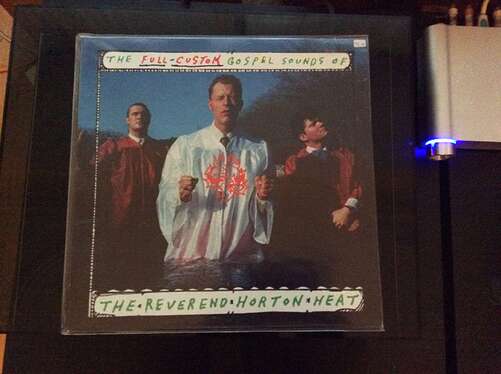 THE FULL-CUSTOM GOSPEL SOUNDS OF
THE·REVEREND·HORTON·HEAT